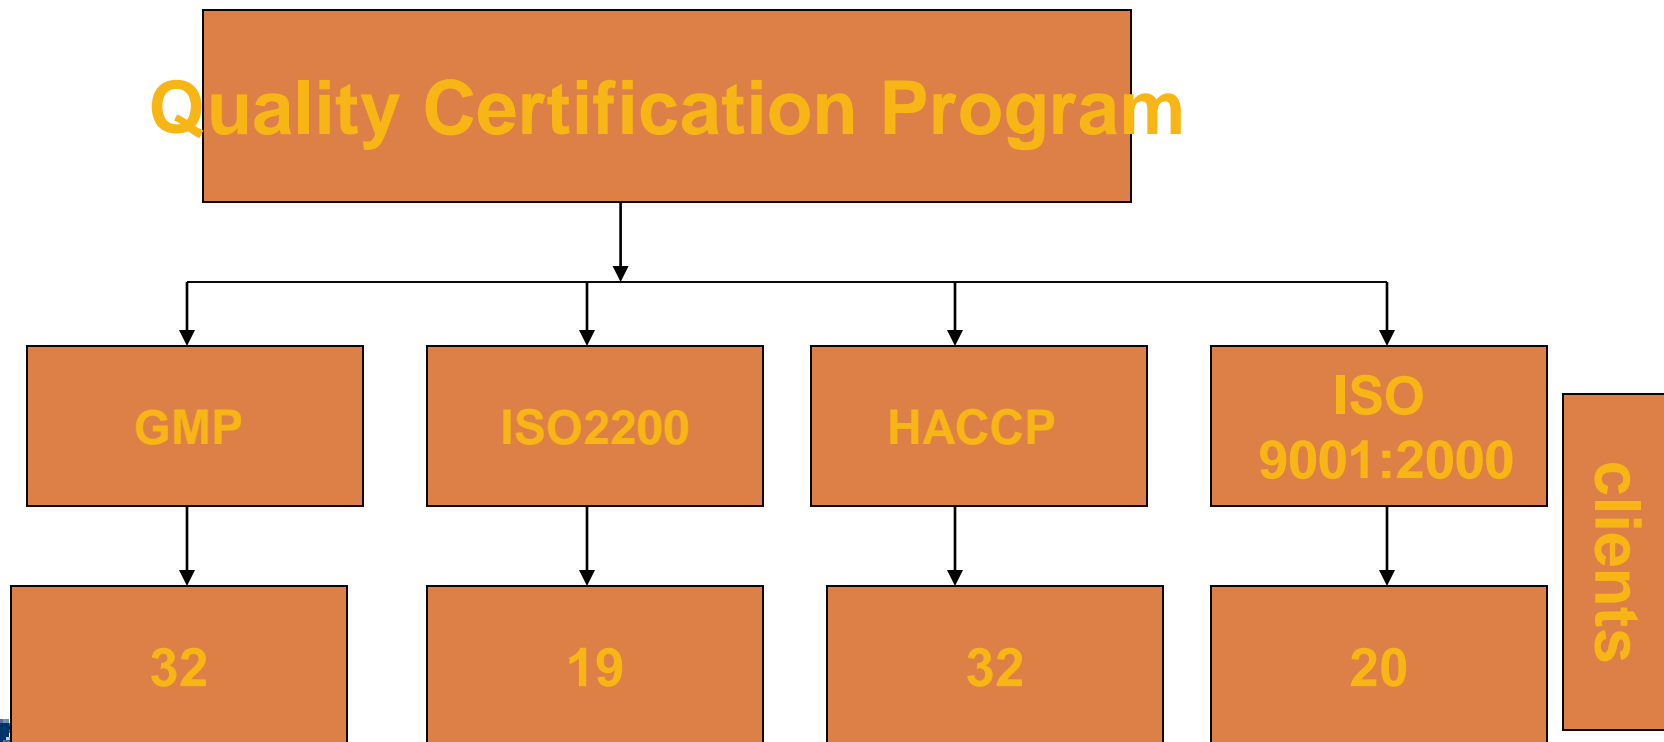 Quality Certification Program
GMP
ISO2200
HACCP
ISO
9001:2000
clients
32
19
32
20